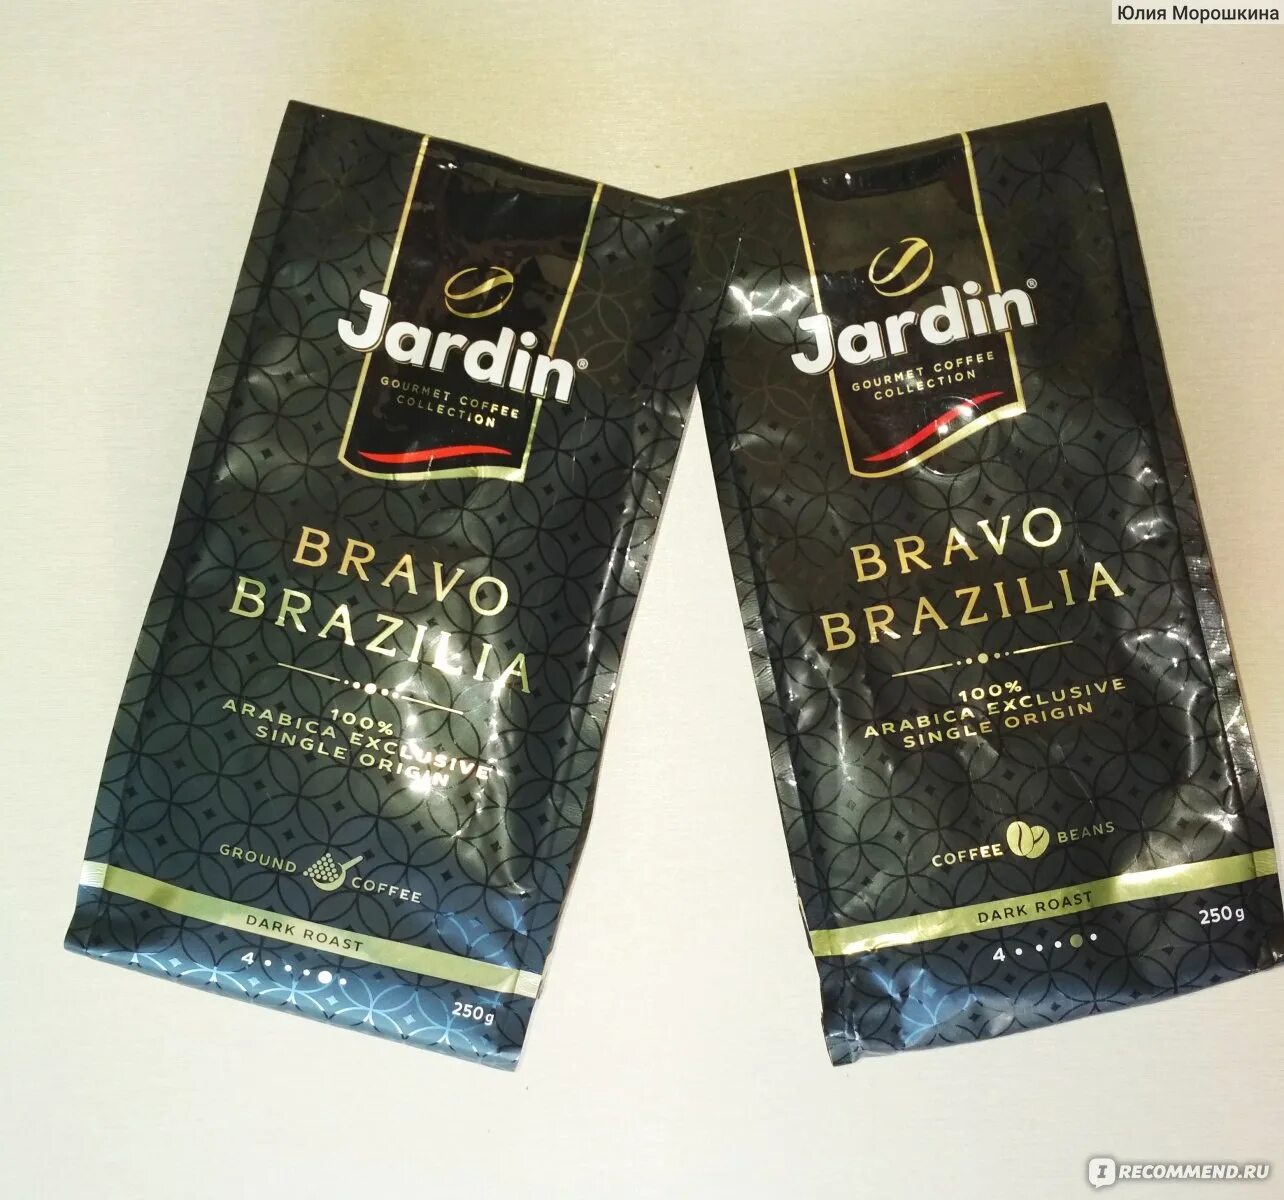 Юлия Морошкина
Jardin®
GOURMET COFFEE
COLLECTION
BRAVO
BRAZILIA
100%
ARABICA EXCLUSIVE
SINGLE ORIGIN
GROUND COFFEE
DARK ROAST
4
250g
Jardin®
GOURMET COFFEE
COLLECTION
BRAVO
BRAZILIA
100%
ARABICA EXCLUSIVE
SINGLE ORIGIN
COFFEE BEANS
DARK ROAST
4
250g
IRECOMMEND.RU